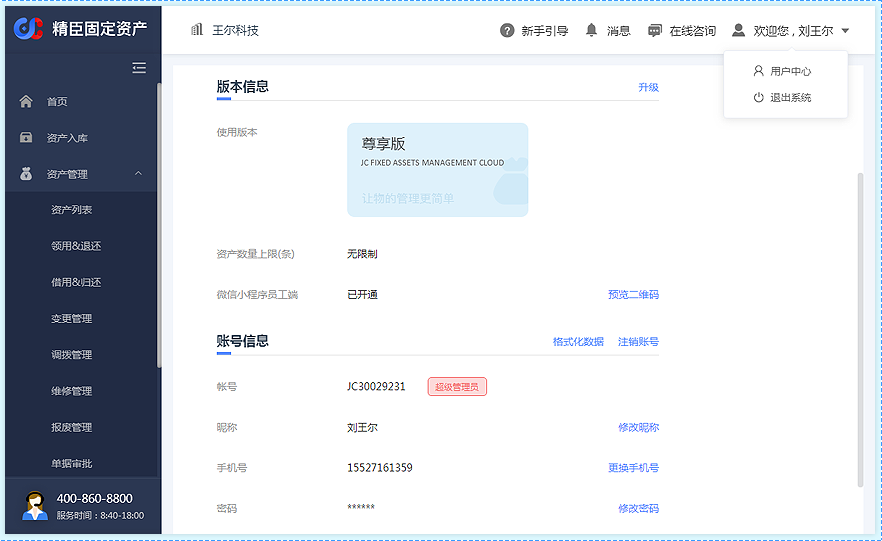 精臣固定资产
王尔科技
新手引导
消息
在线咨询
欢迎您 , 刘王尔
用户中心
退出系统
首页
资产入库
资产管理
资产列表
领用&退还
借用&归还
变更管理
调拨管理
维修管理
报废管理
单据审批
400-860-8800
服务时间：8:40-18:00
版本信息
升级
使用版本
尊享版
JC FIXED ASSETS MANAGEMENT CLOUD
让物的管理更简单
资产数量上限(条)
无限制
微信小程序员工端
已开通
预览二维码
账号信息
格式化数据
注销账号
帐号
JC30029231
超级管理员
昵称
刘王尔
修改昵称
手机号
15527161359
更换手机号
密码
******
修改密码